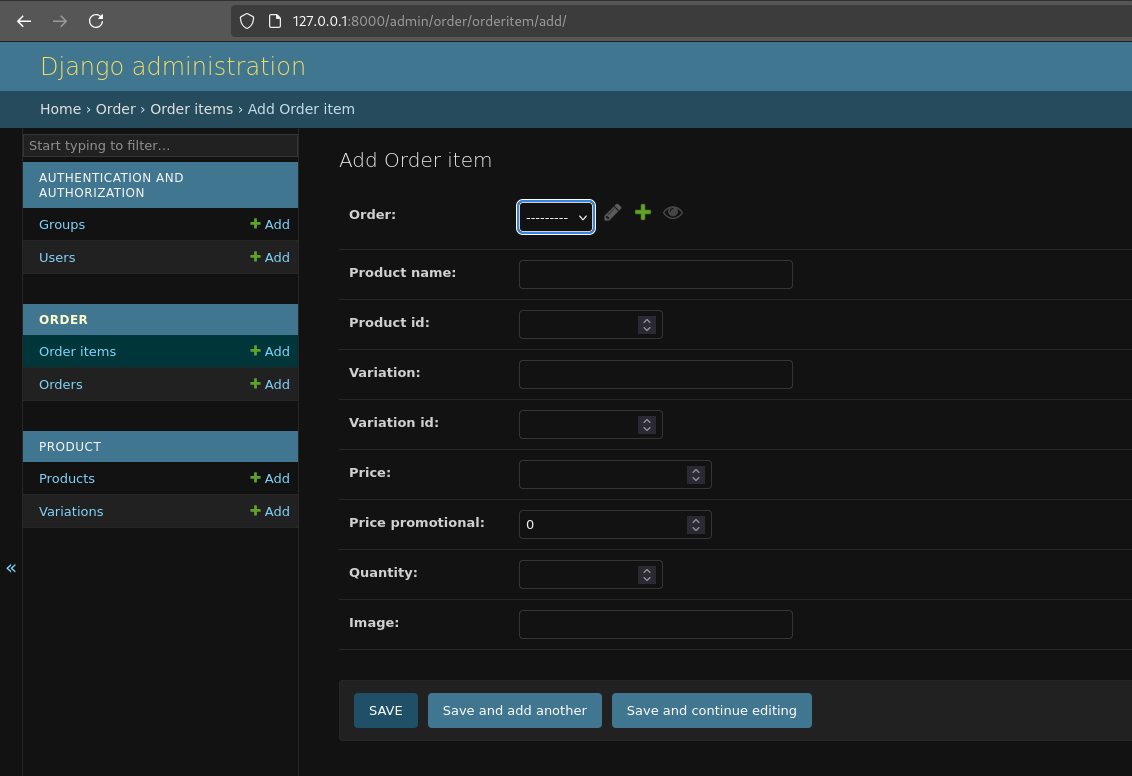 127.0.0.1:8000/admin/order/orderitem/add/
Django administration
Home › Order › Order items › Add Order item
Start typing to filter…
AUTHENTICATION AND
AUTHORIZATION
Groups + Add
Users + Add
ORDER
Order items + Add
Orders + Add
PRODUCT
Products + Add
Variations + Add
«
Add Order item
Order: ---------
Product name:
Product id:
Variation:
Variation id:
Price:
Price promotional: 0
Quantity:
Image:
SAVE Save and add another Save and continue editing